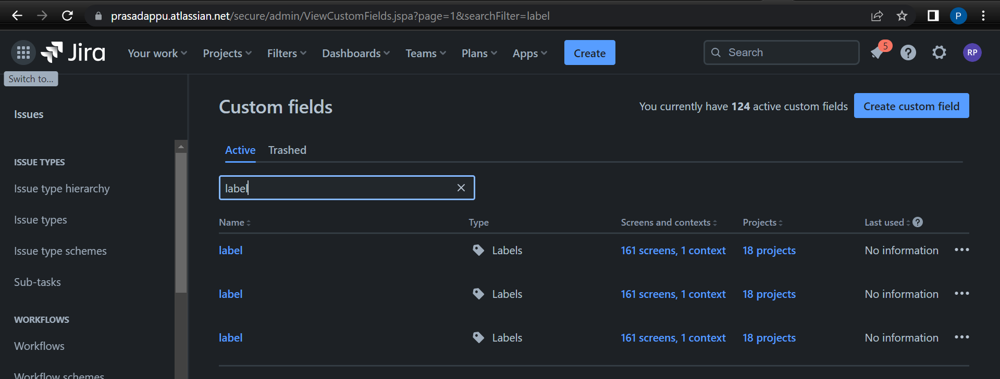 prasadappu.atlassian.net/secure/admin/ViewCustomFields.jspa?page=1&searchFilter=label
P
Jira Your work Projects Filters Dashboards Teams Plans Apps Create Search 5 RP
Switch to...
Issues
ISSUE TYPES
Issue type hierarchy
Issue types
Issue type schemes
Sub-tasks
WORKFLOWS
Workflows
Workflow schemes
Custom fields You currently have 124 active custom fields Create custom field
Active Trashed
label
Name Type Screens and contexts Projects Last used
label Labels 161 screens, 1 context 18 projects No information
label Labels 161 screens, 1 context 18 projects No information
label Labels 161 screens, 1 context 18 projects No information